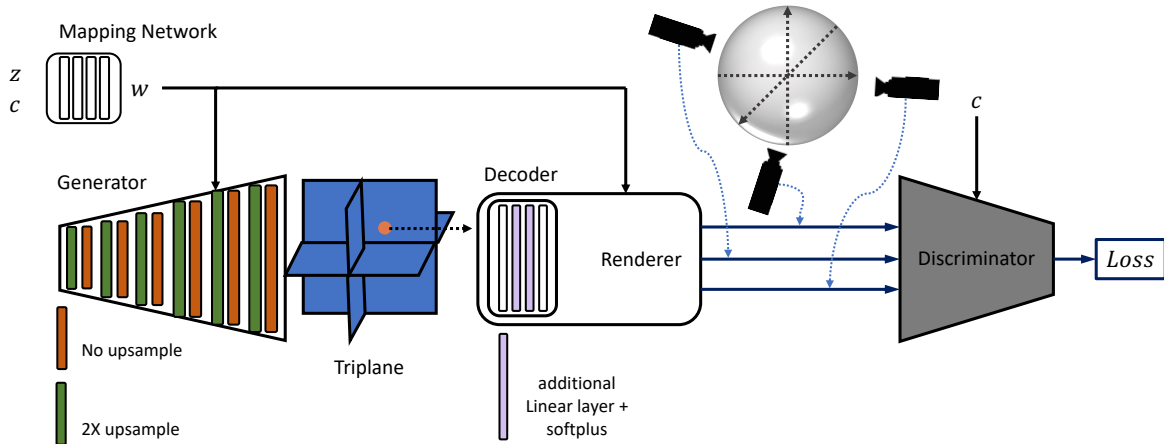 Mapping Network
z
c
w
c
Generator
Decoder
Renderer
Discriminator
Loss
Triplane
No upsample
2X upsample
additional
Linear layer +
softplus